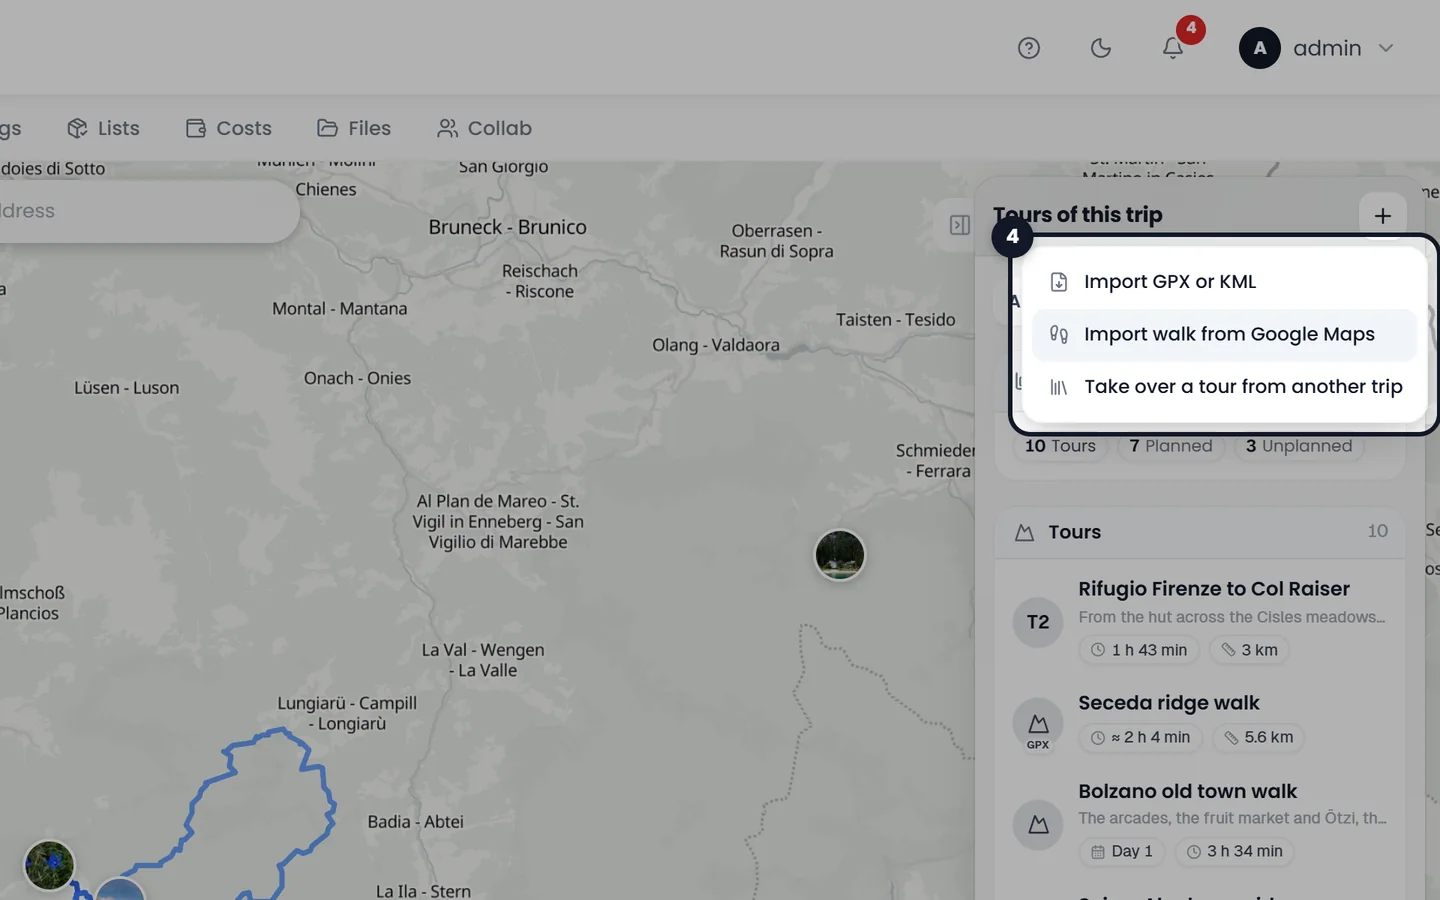 4
A admin
gs Lists Costs Files Collab
doies di Sotto
San Giorgio
Chienes
dress
Bruneck - Brunico
Oberrasen -
Rasun di Sopra
Reischach
- Riscone
Montal - Mantana
Taisten - Tesido
Olang - Valdaora
Onach - Onies
Lüsen - Luson
Schmieden
- Ferrara
Al Plan de Mareo - St.
Vigil in Enneberg - San
Vigilio di Marebbe
lmschoß
Plancios
La Val - Wengen
- La Valle
Lungiarü - Campill
- Longiarù
Badia - Abtei
La Ila - Stern
Tours of this trip
4
Import GPX or KML
Import walk from Google Maps
Take over a tour from another trip
10 Tours 7 Planned 3 Unplanned
Tours 10
T2
Rifugio Firenze to Col Raiser
From the hut across the Cisles meadows…
1 h 43 min 3 km
GPX
Seceda ridge walk
≈ 2 h 4 min 5.6 km
Bolzano old town walk
The arcades, the fruit market and Ötzi, th…
Day 1 3 h 34 min